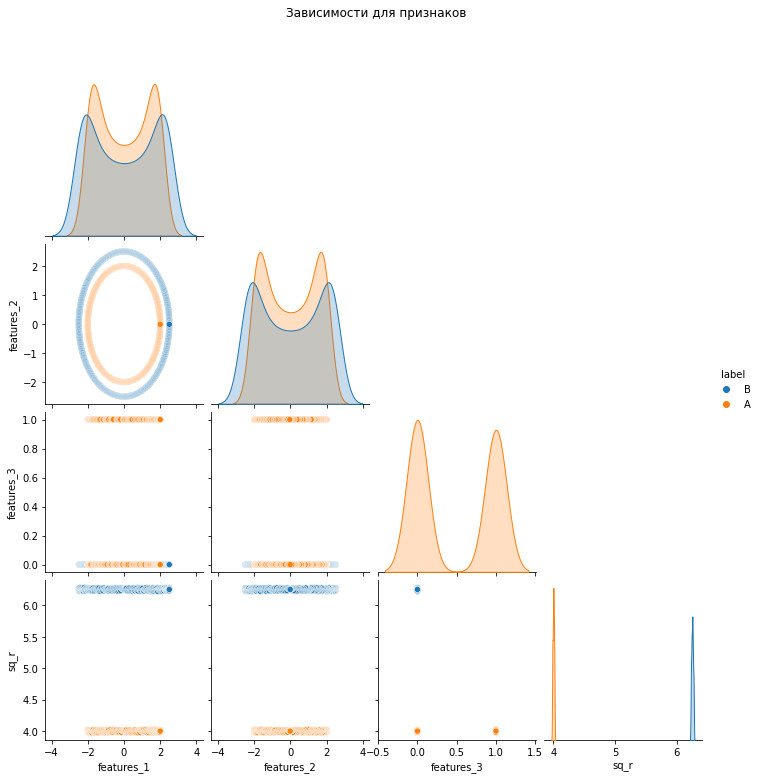 Зависимости для признаков
features_2
2
1
0
−1
−2
label
B
A
features_3
1.0
0.8
0.6
0.4
0.2
0.0
sq_r
6.0
5.5
5.0
4.5
4.0
−4 −2 0 2 4 −4 −2 0 2 4 −0.5 0.0 0.5 1.0 1.5 4 5 6
features_1 features_2 features_3 sq_r